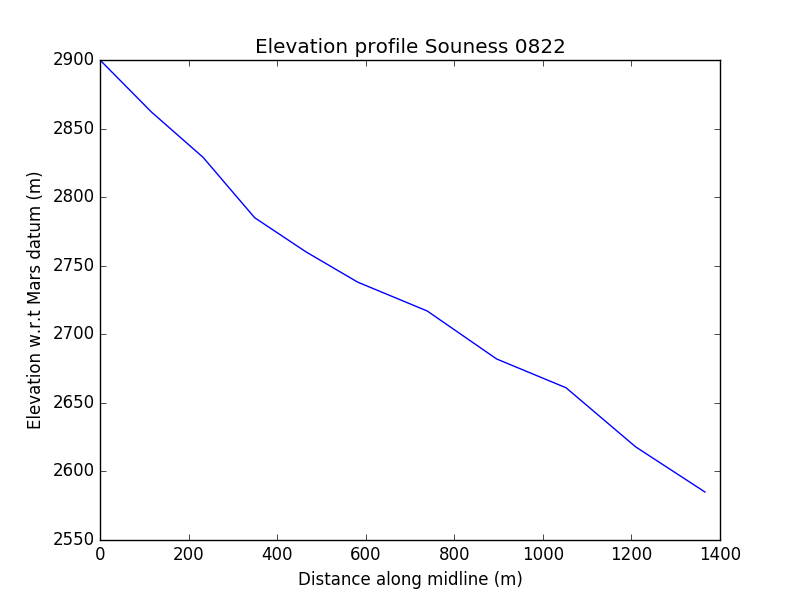 Elevation profile Souness 0822
2900
2850
2800
2750
2700
2650
2600
2550
Elevation w.r.t Mars datum (m)
0 200 400 600 800 1000 1200 1400
Distance along midline (m)